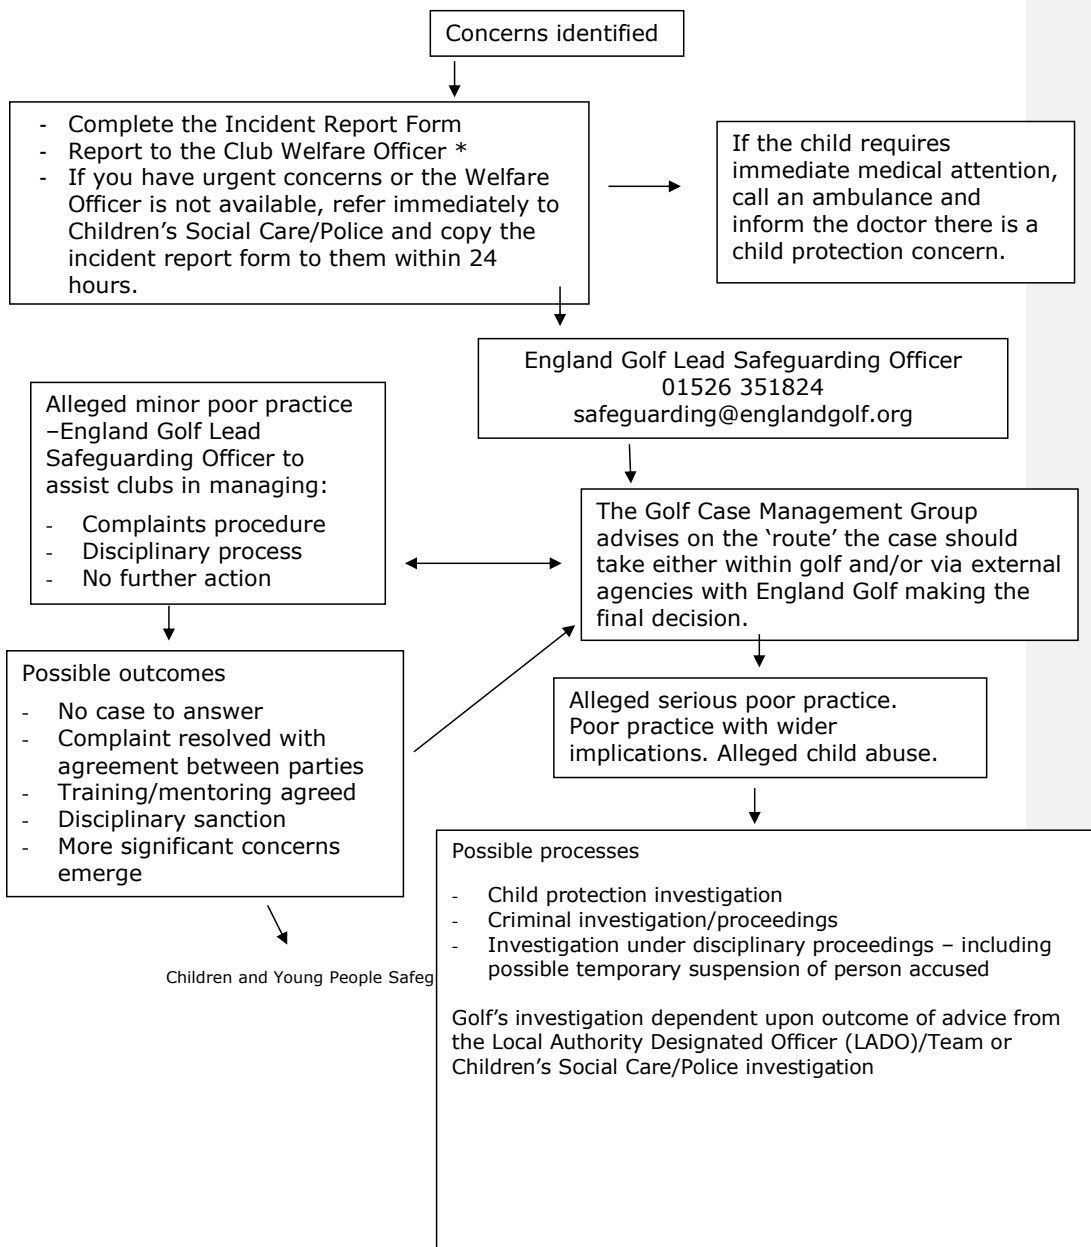 Concerns identified
- Complete the Incident Report Form
- Report to the Club Welfare Officer *
- If you have urgent concerns or the Welfare
Officer is not available, refer immediately to
Children’s Social Care/Police and copy the
incident report form to them within 24
hours.
If the child requires
immediate medical attention,
call an ambulance and
inform the doctor there is a
child protection concern.
England Golf Lead Safeguarding Officer
01526 351824
safeguarding@englandgolf.org
Alleged minor poor practice
–England Golf Lead
Safeguarding Officer to
assist clubs in managing:
- Complaints procedure
- Disciplinary process
- No further action
The Golf Case Management Group
advises on the ‘route’ the case should
take either within golf and/or via external
agencies with England Golf making the
final decision.
Possible outcomes
- No case to answer
- Complaint resolved with
agreement between parties
- Training/mentoring agreed
- Disciplinary sanction
- More significant concerns
emerge
Alleged serious poor practice.
Poor practice with wider
implications. Alleged child abuse.
Possible processes
- Child protection investigation
- Criminal investigation/proceedings
- Investigation under disciplinary proceedings – including
possible temporary suspension of person accused
Golf’s investigation dependent upon outcome of advice from
the Local Authority Designated Officer (LADO)/Team or
Children’s Social Care/Police investigation
Children and Young People Safeg